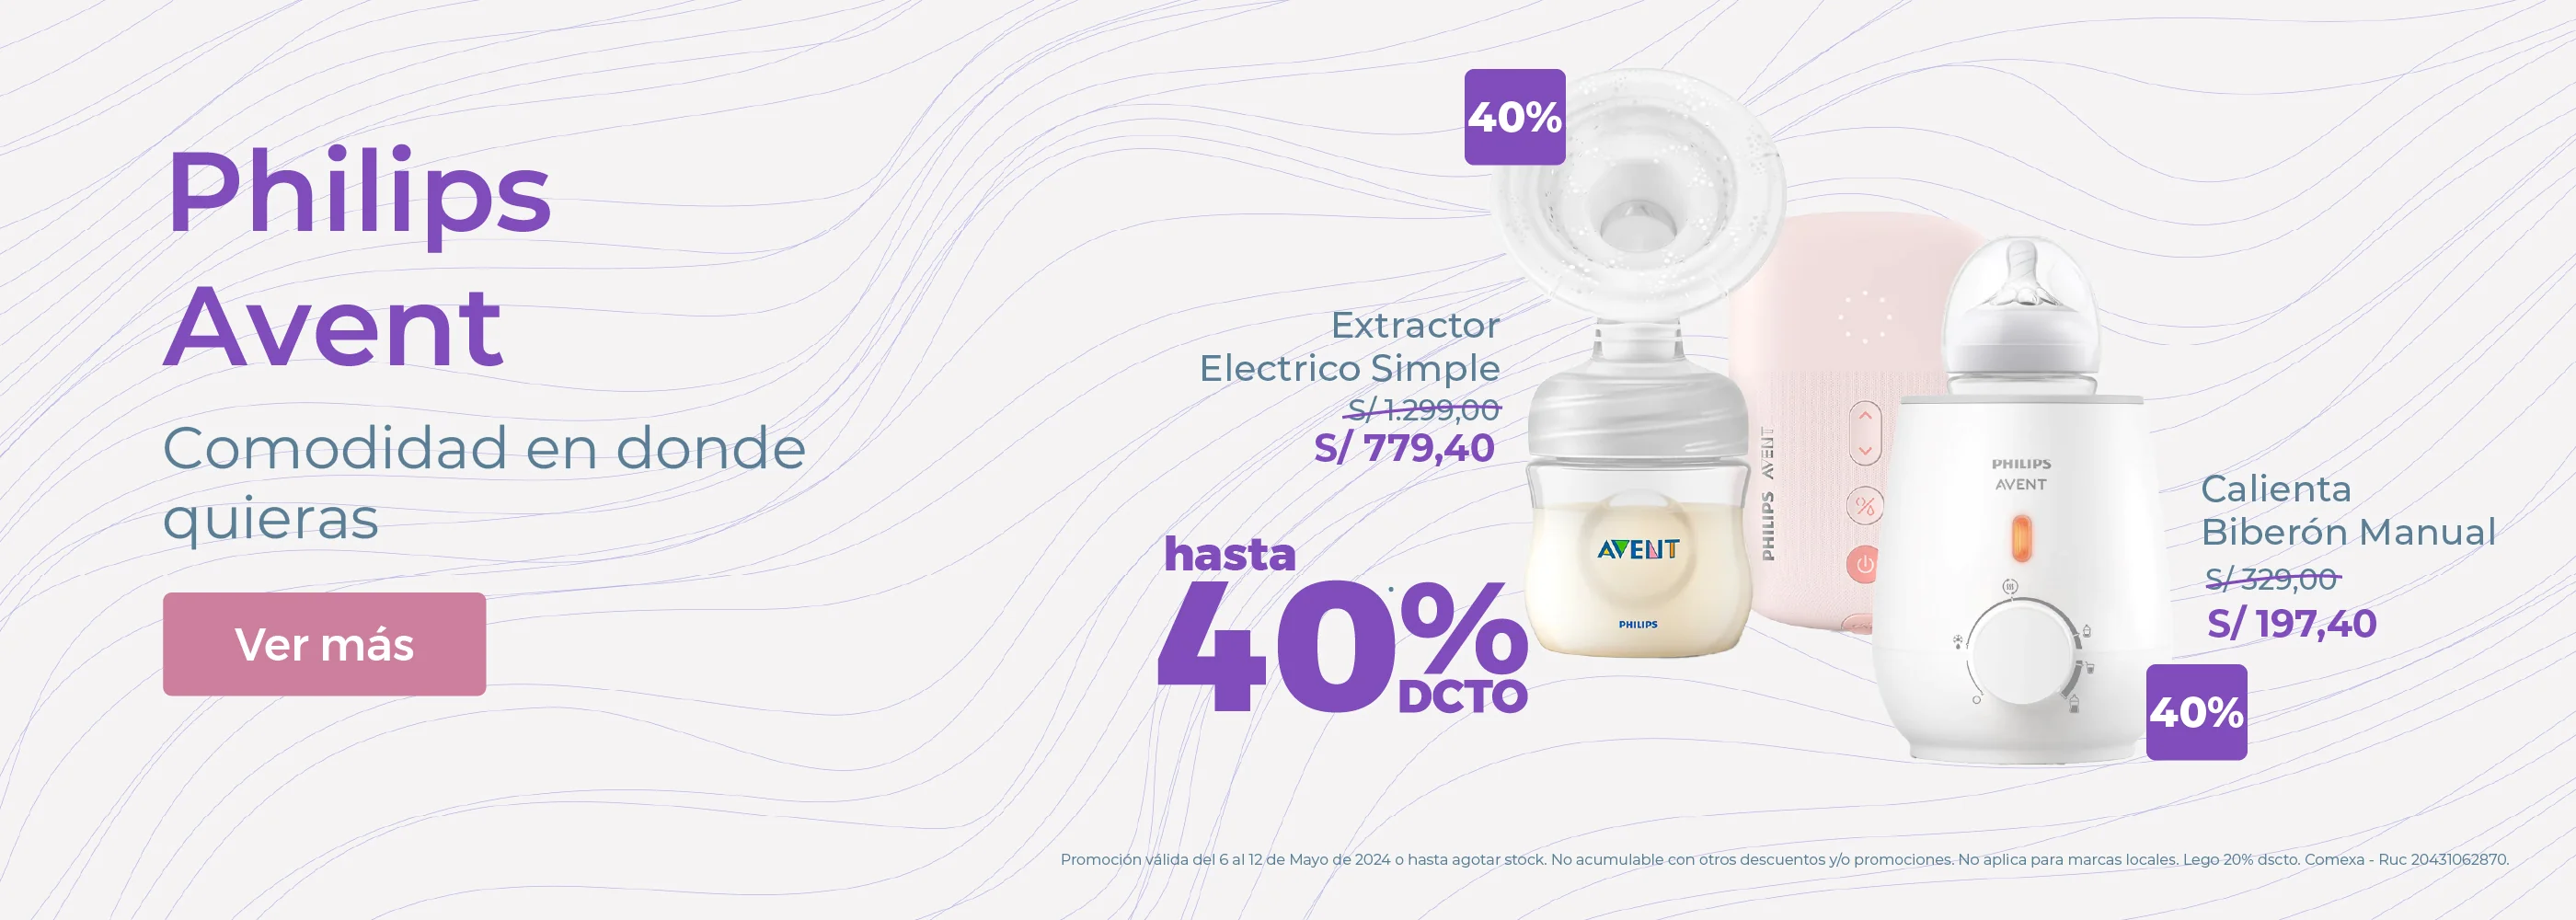 Philips
Avent
Comodidad en donde
quieras
Ver más
40%
Extractor
Electrico Simple
S/ 1.299,00
S/ 779,40
hasta
40%
DCTO
AVENT
PHILIPS
PHILIPS AVENT
PHILIPS
AVENT
Calienta
Biberón Manual
S/ 329,00
S/ 197,40
40%
Promoción válida del 6 al 12 de Mayo de 2024 o hasta agotar stock. No acumulable con otros descuentos y/o promociones. No aplica para marcas locales. Lego 20% dscto. Comexa - Ruc 20431062870.